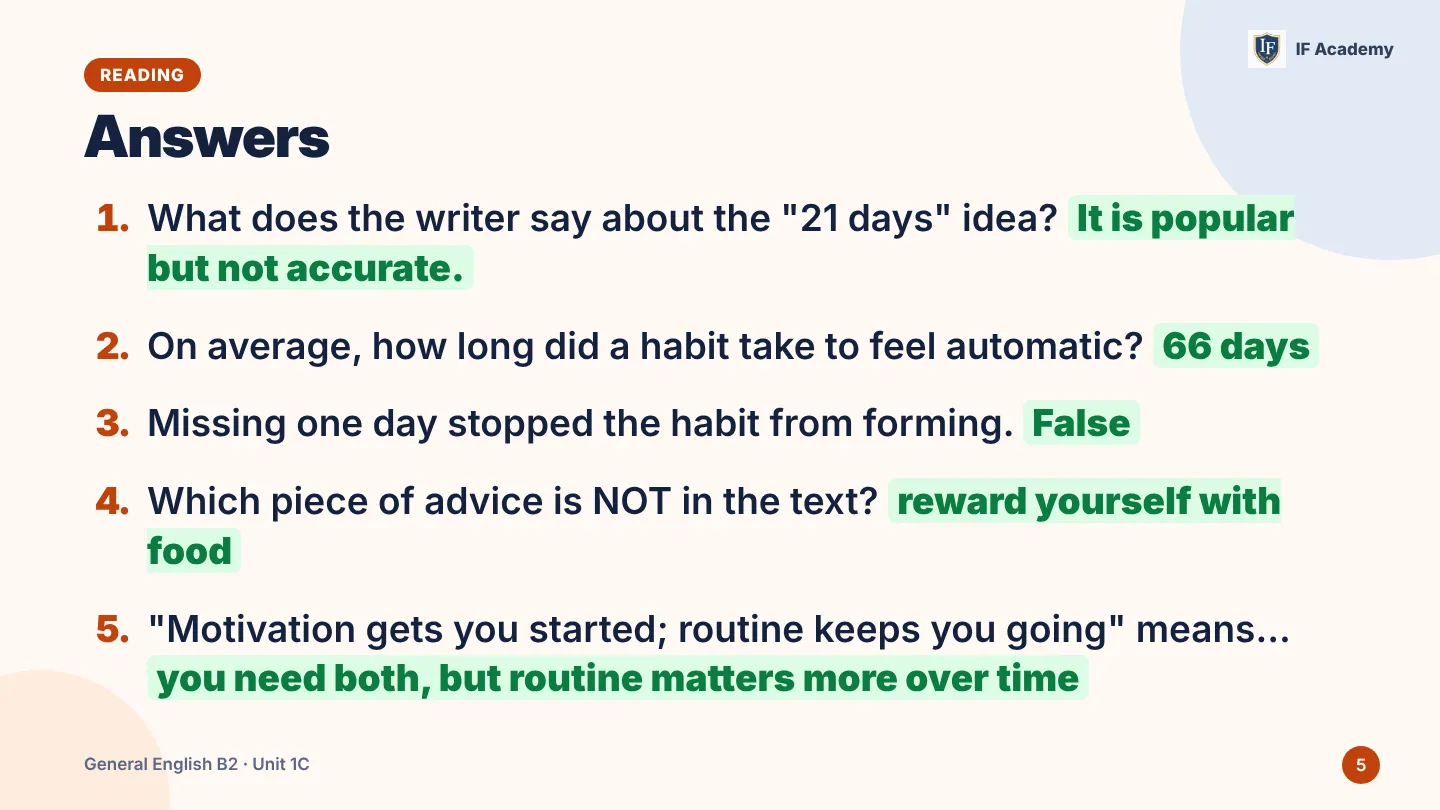 IF Academy
READING
Answers
1. What does the writer say about the "21 days" idea? It is popular
but not accurate.
2. On average, how long did a habit take to feel automatic? 66 days
3. Missing one day stopped the habit from forming. False
4. Which piece of advice is NOT in the text? reward yourself with
food
5. "Motivation gets you started; routine keeps you going" means...
you need both, but routine matters more over time
General English B2 · Unit 1C
5